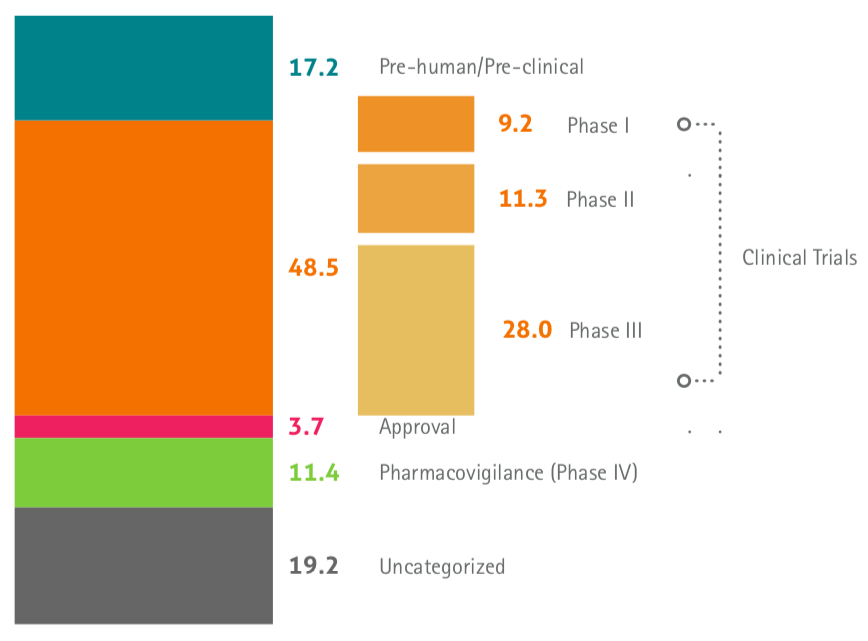 17.2 Pre-human/Pre-clinical
9.2 Phase I
11.3 Phase II
48.5
Clinical Trials
28.0 Phase III
3.7 Approval
11.4 Pharmacovigilance (Phase IV)
19.2 Uncategorized